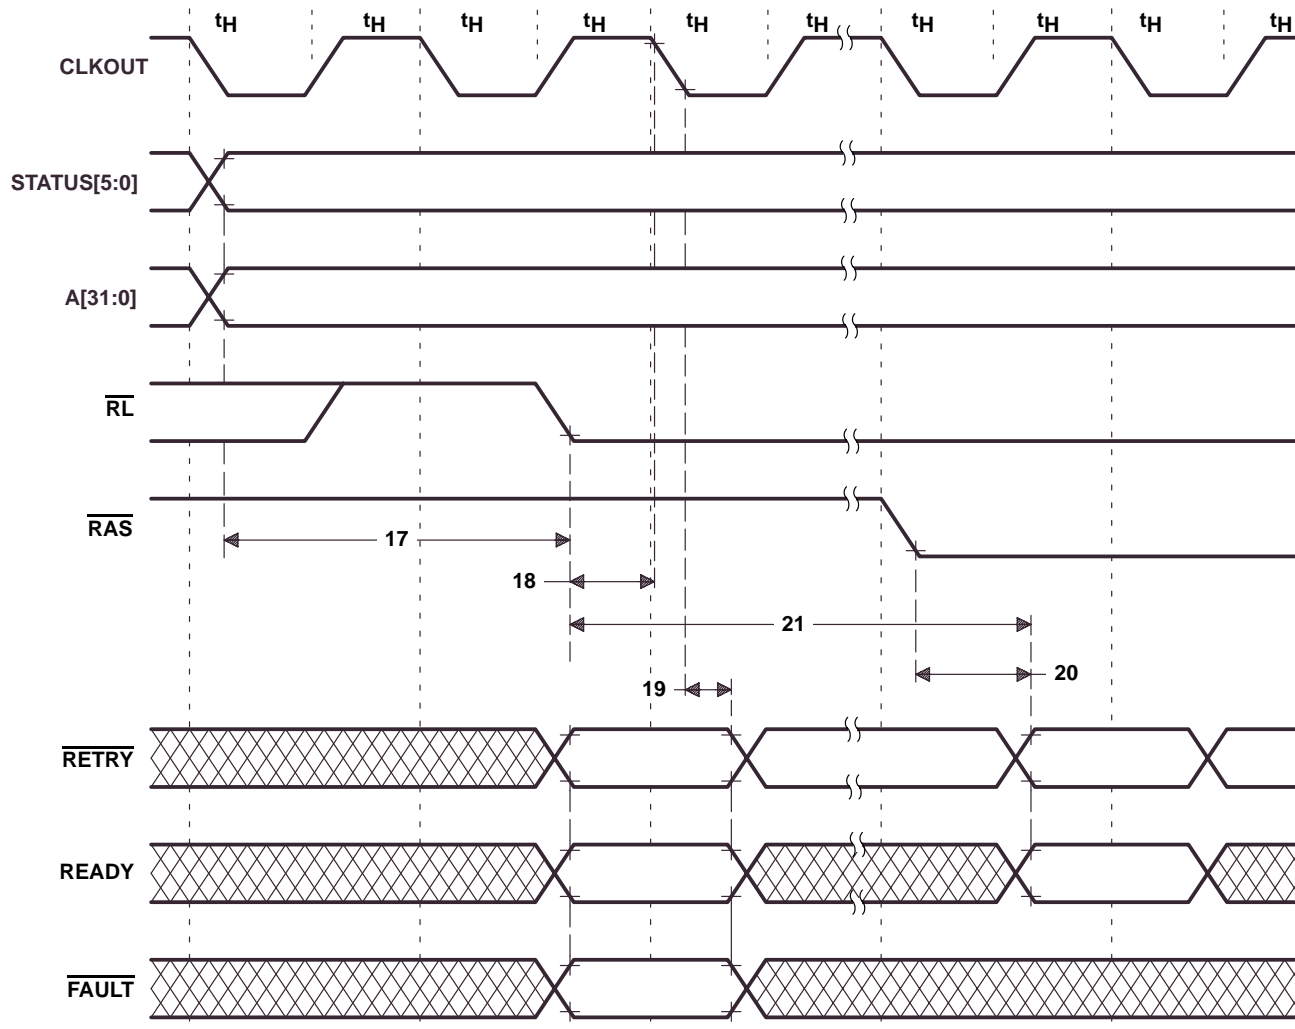 tH tH tH tH tH tH tH tH tH tH
CLKOUT
STATUS[5:0]
A[31:0]
RL
RAS
17
18
21
19
20
RETRY
READY
FAULT